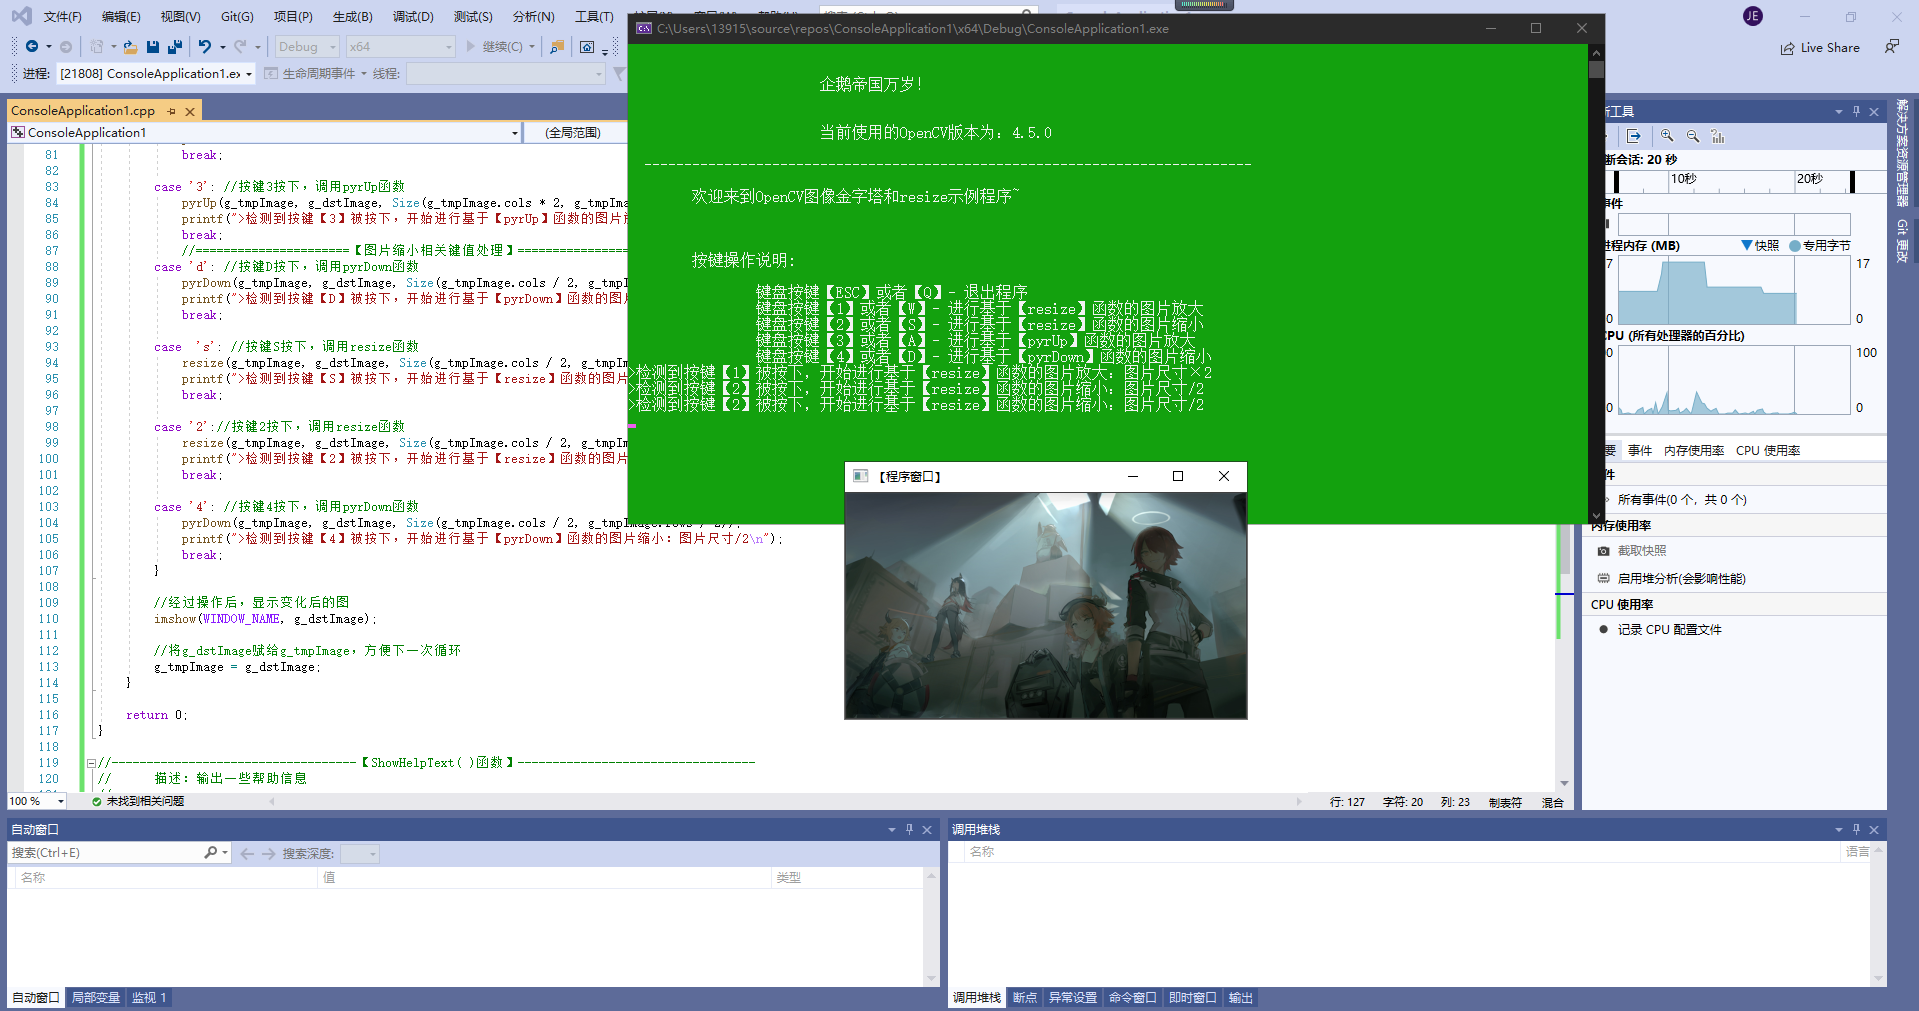 文件(F) 编辑(E) 视图(V) Git(G) 项目(P) 生成(B) 调试(D) 测试(S) 分析(N) 工具(T)
JE
Debug x64 继续(C)
Live Share
进程: [21808] ConsoleApplication1.ex 生命周期事件 线程:
ConsoleApplication1.cpp
ConsoleApplication1 (全局范围)
81 break;
82
83 case '3': //按键3按下，调用pyrUp函数
84 pyrUp(g_tmpImage, g_dstImage, Size(g_tmpImage.cols * 2, g_tmpIma
85 printf(">检测到按键【3】被按下，开始进行基于【pyrUp】函数的图片
86 break;
87 //======================【图片缩小相关键值处理】================
88 case 'd': //按键D按下，调用pyrDown函数
89 pyrDown(g_tmpImage, g_dstImage, Size(g_tmpImage.cols / 2, g_tmpI
90 printf(">检测到按键【D】被按下，开始进行基于【pyrDown】函数的图
91 break;
92
93 case  's': //按键S按下，调用resize函数
94 resize(g_tmpImage, g_dstImage, Size(g_tmpImage.cols / 2, g_tmpIm
95 printf(">检测到按键【S】被按下，开始进行基于【resize】函数的图片
96 break;
97
98 case '2'://按键2按下，调用resize函数
99 resize(g_tmpImage, g_dstImage, Size(g_tmpImage.cols / 2, g_tmpIm
100 printf(">检测到按键【2】被按下，开始进行基于【resize】函数的图片
101 break;
102
103 case '4': //按键4按下，调用pyrDown函数
104 pyrDown(g_tmpImage, g_dstImage, Size(g_tmpImage.cols / 2, g_tmpImage.rows / 2));
105 printf(">检测到按键【4】被按下，开始进行基于【pyrDown】函数的图片缩小：图片尺寸/2\n");
106 break;
107 }
108
109 //经过操作后，显示变化后的图
110 imshow(WINDOW_NAME, g_dstImage);
111
112 //将g_dstImage赋给g_tmpImage，方便下一次循环
113 g_tmpImage = g_dstImage;
114 }
115
116 return 0;
117 }
118
119 //-----------------------------------【ShowHelpText( )函数】----------------------------------
120 // 描述：输出一些帮助信息
100 % 未找到相关问题 行: 127 字符: 20 列: 23 制表符 混合
C:\Users\13915\source\repos\ConsoleApplication1\x64\Debug\ConsoleApplication1.exe
企鹅帝国万岁！
当前使用的OpenCV版本为：4.5.0
----------------------------------------------------------------------------
欢迎来到OpenCV图像金字塔和resize示例程序~
按键操作说明:
键盘按键【ESC】或者【Q】- 退出程序
键盘按键【1】或者【W】- 进行基于【resize】函数的图片放大
键盘按键【2】或者【S】- 进行基于【resize】函数的图片缩小
键盘按键【3】或者【A】- 进行基于【pyrUp】函数的图片放大
键盘按键【4】或者【D】- 进行基于【pyrDown】函数的图片缩小
>检测到按键【1】被按下，开始进行基于【resize】函数的图片放大：图片尺寸×2
>检测到按键【2】被按下，开始进行基于【resize】函数的图片缩小：图片尺寸/2
>检测到按键【2】被按下，开始进行基于【resize】函数的图片缩小：图片尺寸/2
【程序窗口】
工具
断会话: 20 秒
10秒 20秒
事件
进程内存 (MB) 快照 专用字节
7 17
0 0
CPU (所有处理器的百分比)
0 100
0 0
要 事件 内存使用率 CPU 使用率
件
所有事件(0 个，共 0 个)
内存使用率
截取快照
启用堆分析(会影响性能)
CPU 使用率
记录 CPU 配置文件
解决方案资源管理器
Git 更改
自动窗口
搜索(Ctrl+E) 搜索深度:
名称 值 类型
自动窗口 局部变量 监视 1
调用堆栈
名称 语言
调用堆栈 断点 异常设置 命令窗口 即时窗口 输出